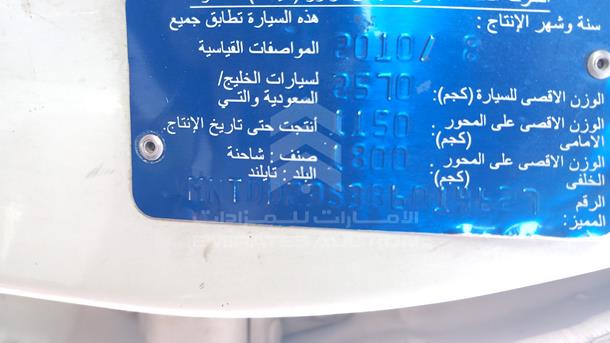 سنة وشهر الإنتاج : 2010/ 8
هذه السيارة تطابق جميع
المواصفات القياسية
لسيارات الخليج/
السعودية والتي
أنتجت حتى تاريخ الإنتاج.
صنف : شاحنة
البلد : تايلند
الوزن الاقصى للسيارة (كجم): 2570
الوزن الاقصى على المحور الامامى (كجم): 1150
الوزن الاقصى على المحور الخلفى (كجم): 1800
الرقم المميز :
الإمارات للمزادات
EMIRATES AUCTION